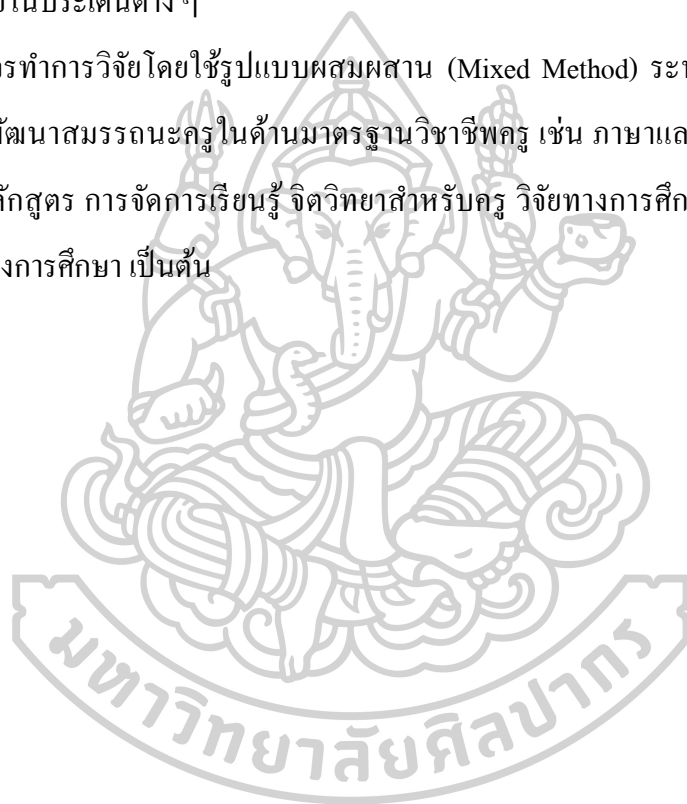 ในประเด็นต่าง ๆ
รทำการวิจัยโดยใช้รูปแบบผสมผสาน (Mixed Method)
พัฒนาสมรรถนะครูในด้านมาตรฐานวิชาชีพครู เช่น ภาษาแล
ลักสูตร การจัดการเรียนรู้ จิตวิทยาสำหรับครู วิจัยทางการศึก
งการศึกษา เป็นต้น
มหาวิทยาลัยศิลปากร